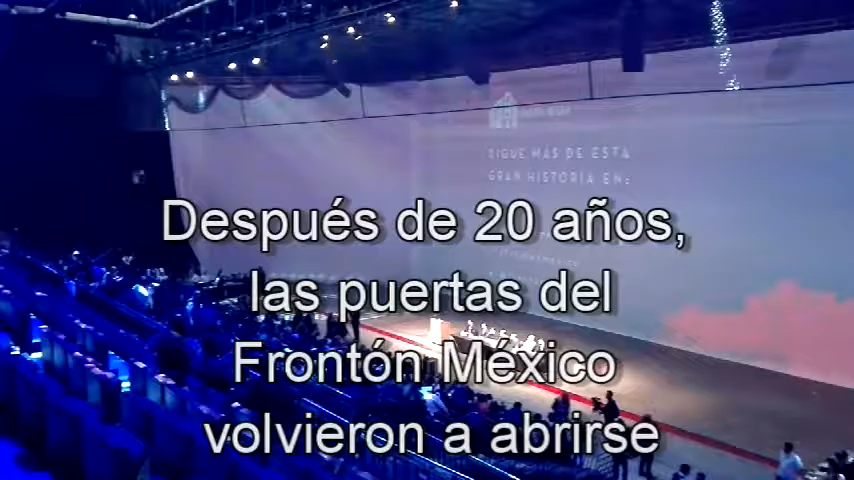 SIGUE MÁS DE ESTA
GRAN HISTORIA EN:
Después de 20 años,
las puertas del
Frontón México
volvieron a abrirse